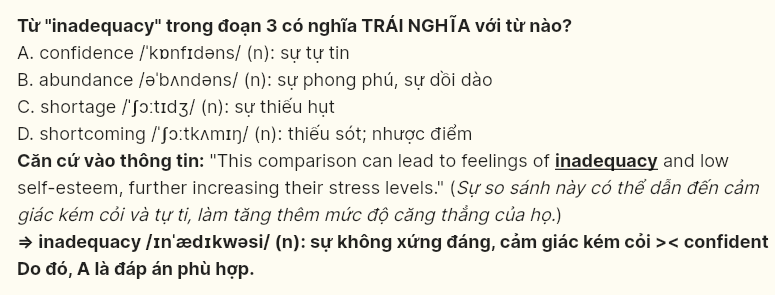 Từ "inadequacy" trong đoạn 3 có nghĩa TRÁI NGHĨA với từ nào?
A. confidence /ˈkɒnfɪdəns/ (n): sự tự tin
B. abundance /əˈbʌndəns/ (n): sự phong phú, sự dồi dào
C. shortage /ˈʃɔːtɪdʒ/ (n): sự thiếu hụt
D. shortcoming /ˈʃɔːtkʌmɪŋ/ (n): thiếu sót; nhược điểm
Căn cứ vào thông tin: "This comparison can lead to feelings of inadequacy and low
self-esteem, further increasing their stress levels." (Sự so sánh này có thể dẫn đến cảm
giác kém cỏi và tự ti, làm tăng thêm mức độ căng thẳng của họ.)
⇒ inadequacy /ɪnˈædɪkwəsi/ (n): sự không xứng đáng, cảm giác kém cỏi >< confident
Do đó, A là đáp án phù hợp.